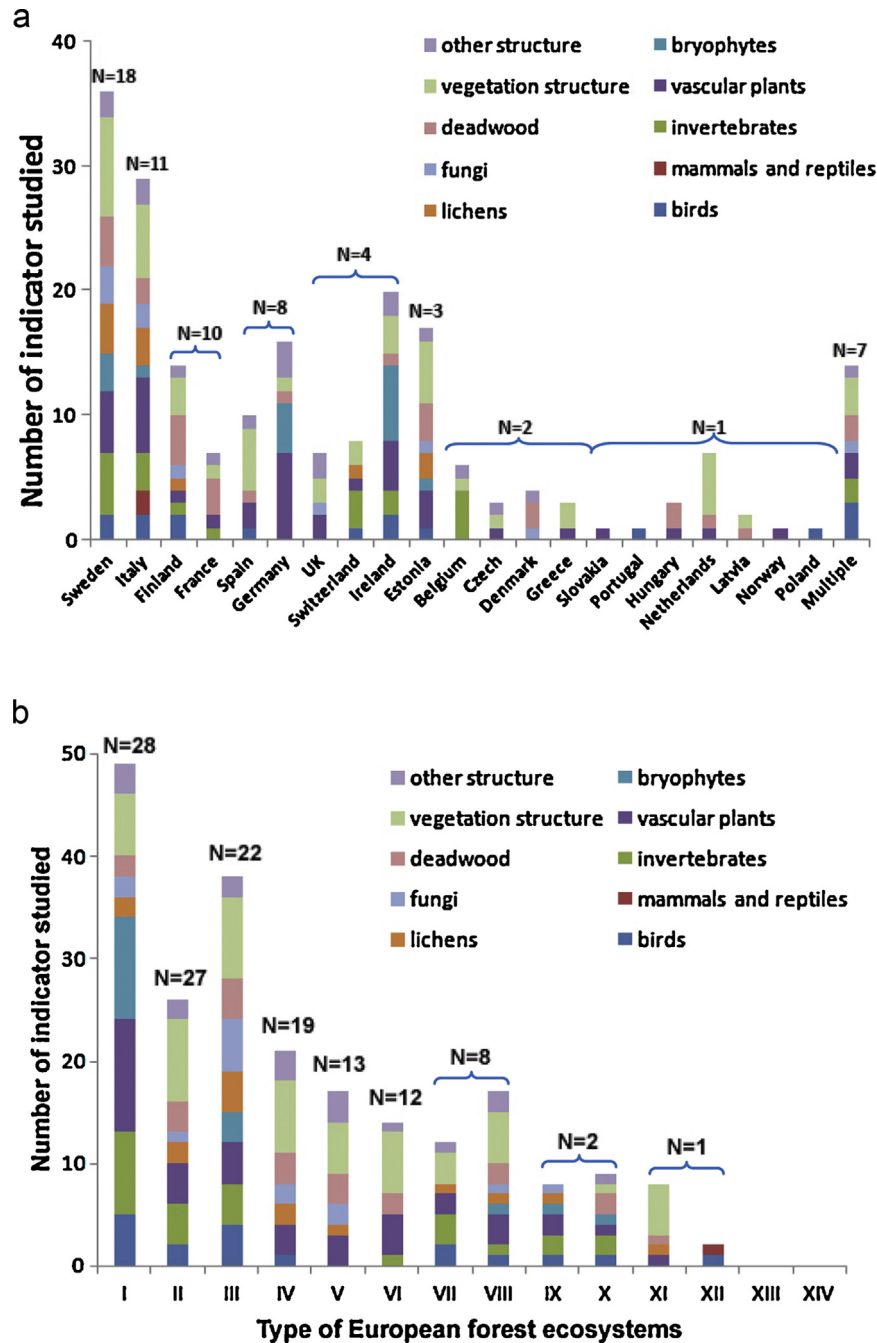 a
Number of indicator studied
40
30
20
10
0
other structure
vegetation structure
deadwood
fungi
lichens
bryophytes
vascular plants
invertebrates
mammals and reptiles
birds
N=18
N=11
N=10
N=8
N=4
N=3
N=2
N=1
N=7
Sweden
Italy
Finland
France
Spain
Germany
UK
Switzerland
Ireland
Estonia
Belgium
Czech
Denmark
Greece
Slovakia
Portugal
Hungary
Netherlands
Latvia
Norway
Poland
Multiple
b
Number of indicator studied
50
40
30
20
10
0
other structure
vegetation structure
deadwood
fungi
lichens
bryophytes
vascular plants
invertebrates
mammals and reptiles
birds
N=28
N=27
N=22
N=19
N=13
N=12
N=8
N=2
N=1
I II III IV V VI VII VIII IX X XI XII XIII XIV
Type of European forest ecosystems